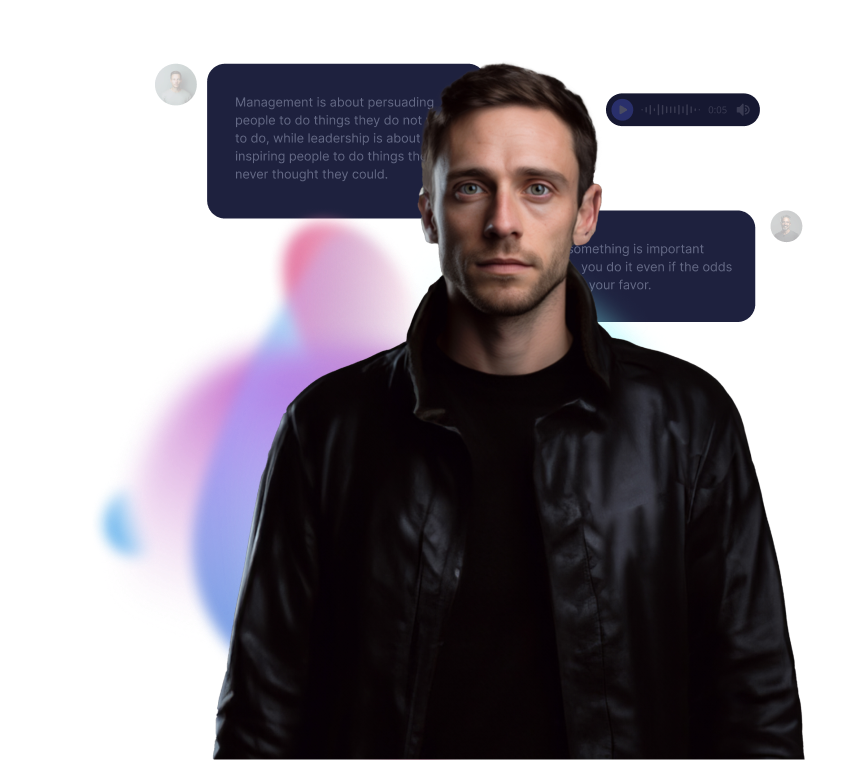 Management is about persuading
people to do things they do not
to do, while leadership is about
inspiring people to do things
never thought they could.
0:05
something is important
you do it even if the odds
your favor.